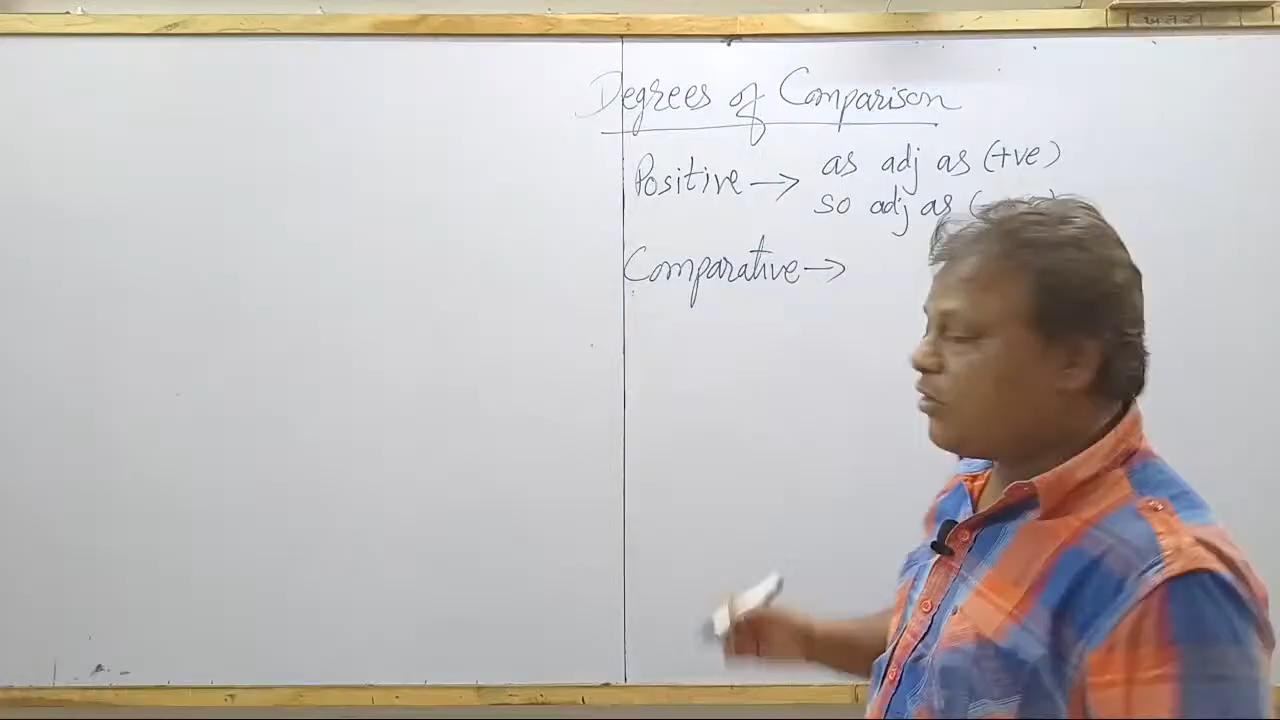 Degrees of Comparison
Positive → as adj as (+ve)
so adj as (
Comparative →